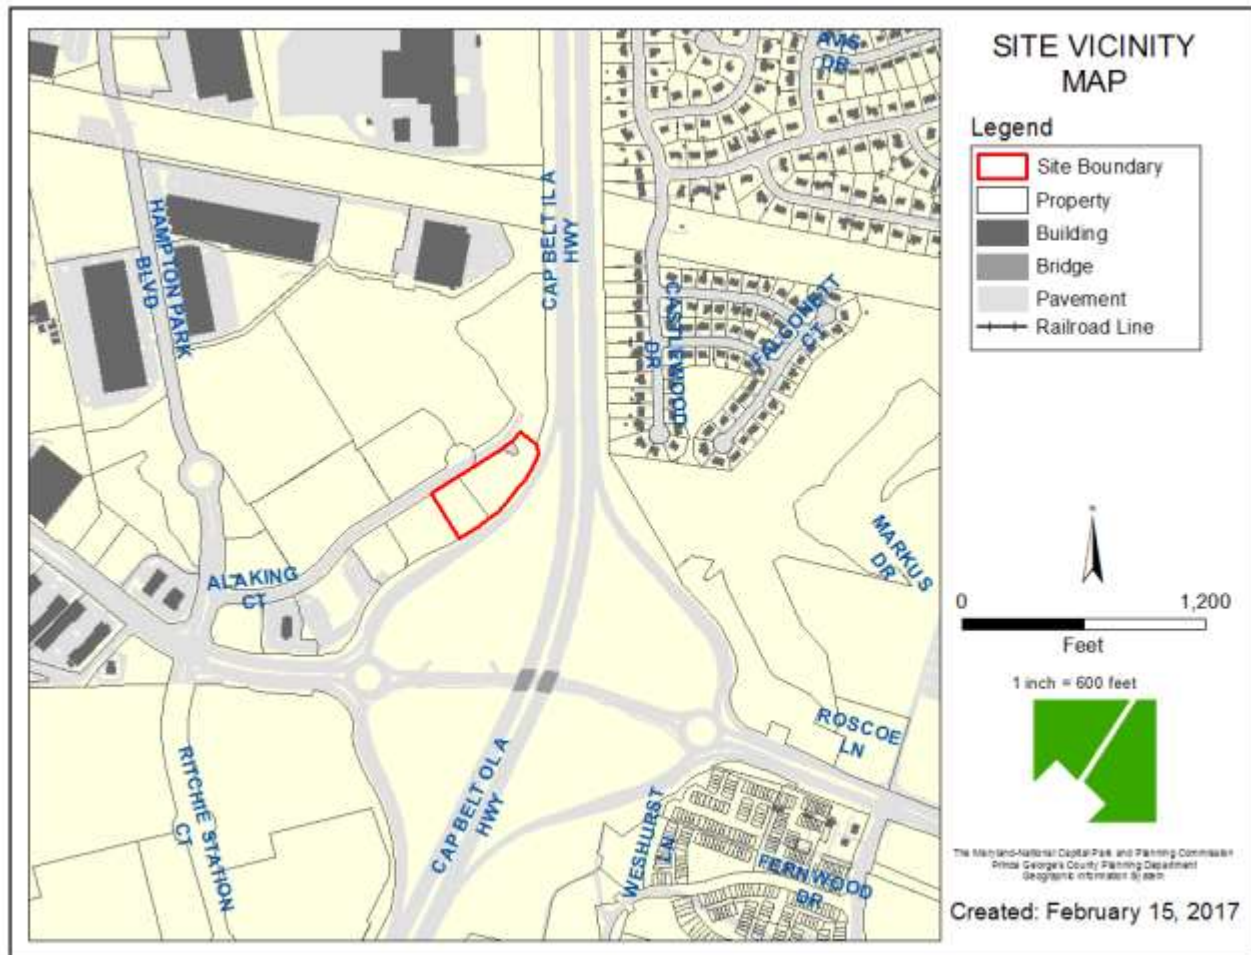 SITE VICINITY
MAP
Legend
Site Boundary
Property
Building
Bridge
Pavement
Railroad Line
DR
CAP BELT ILA
HWY
HAMPTON PARK
BLVD
CASTLEWOOD
DR
FALCONETT
CT
MARKUS
DR
ALAKING
CT
ROSCOE
LN
RITCHIE STATION
CT
CAP BELT OLA
HWY
WESHURST
LN
FERNWOOD
DR
0 1,200
Feet
1 inch = 600 feet
The Maryland-National Capital Park and Planning Commission
Prince George's County Planning Department
Geographic Information System
Created: February 15, 2017